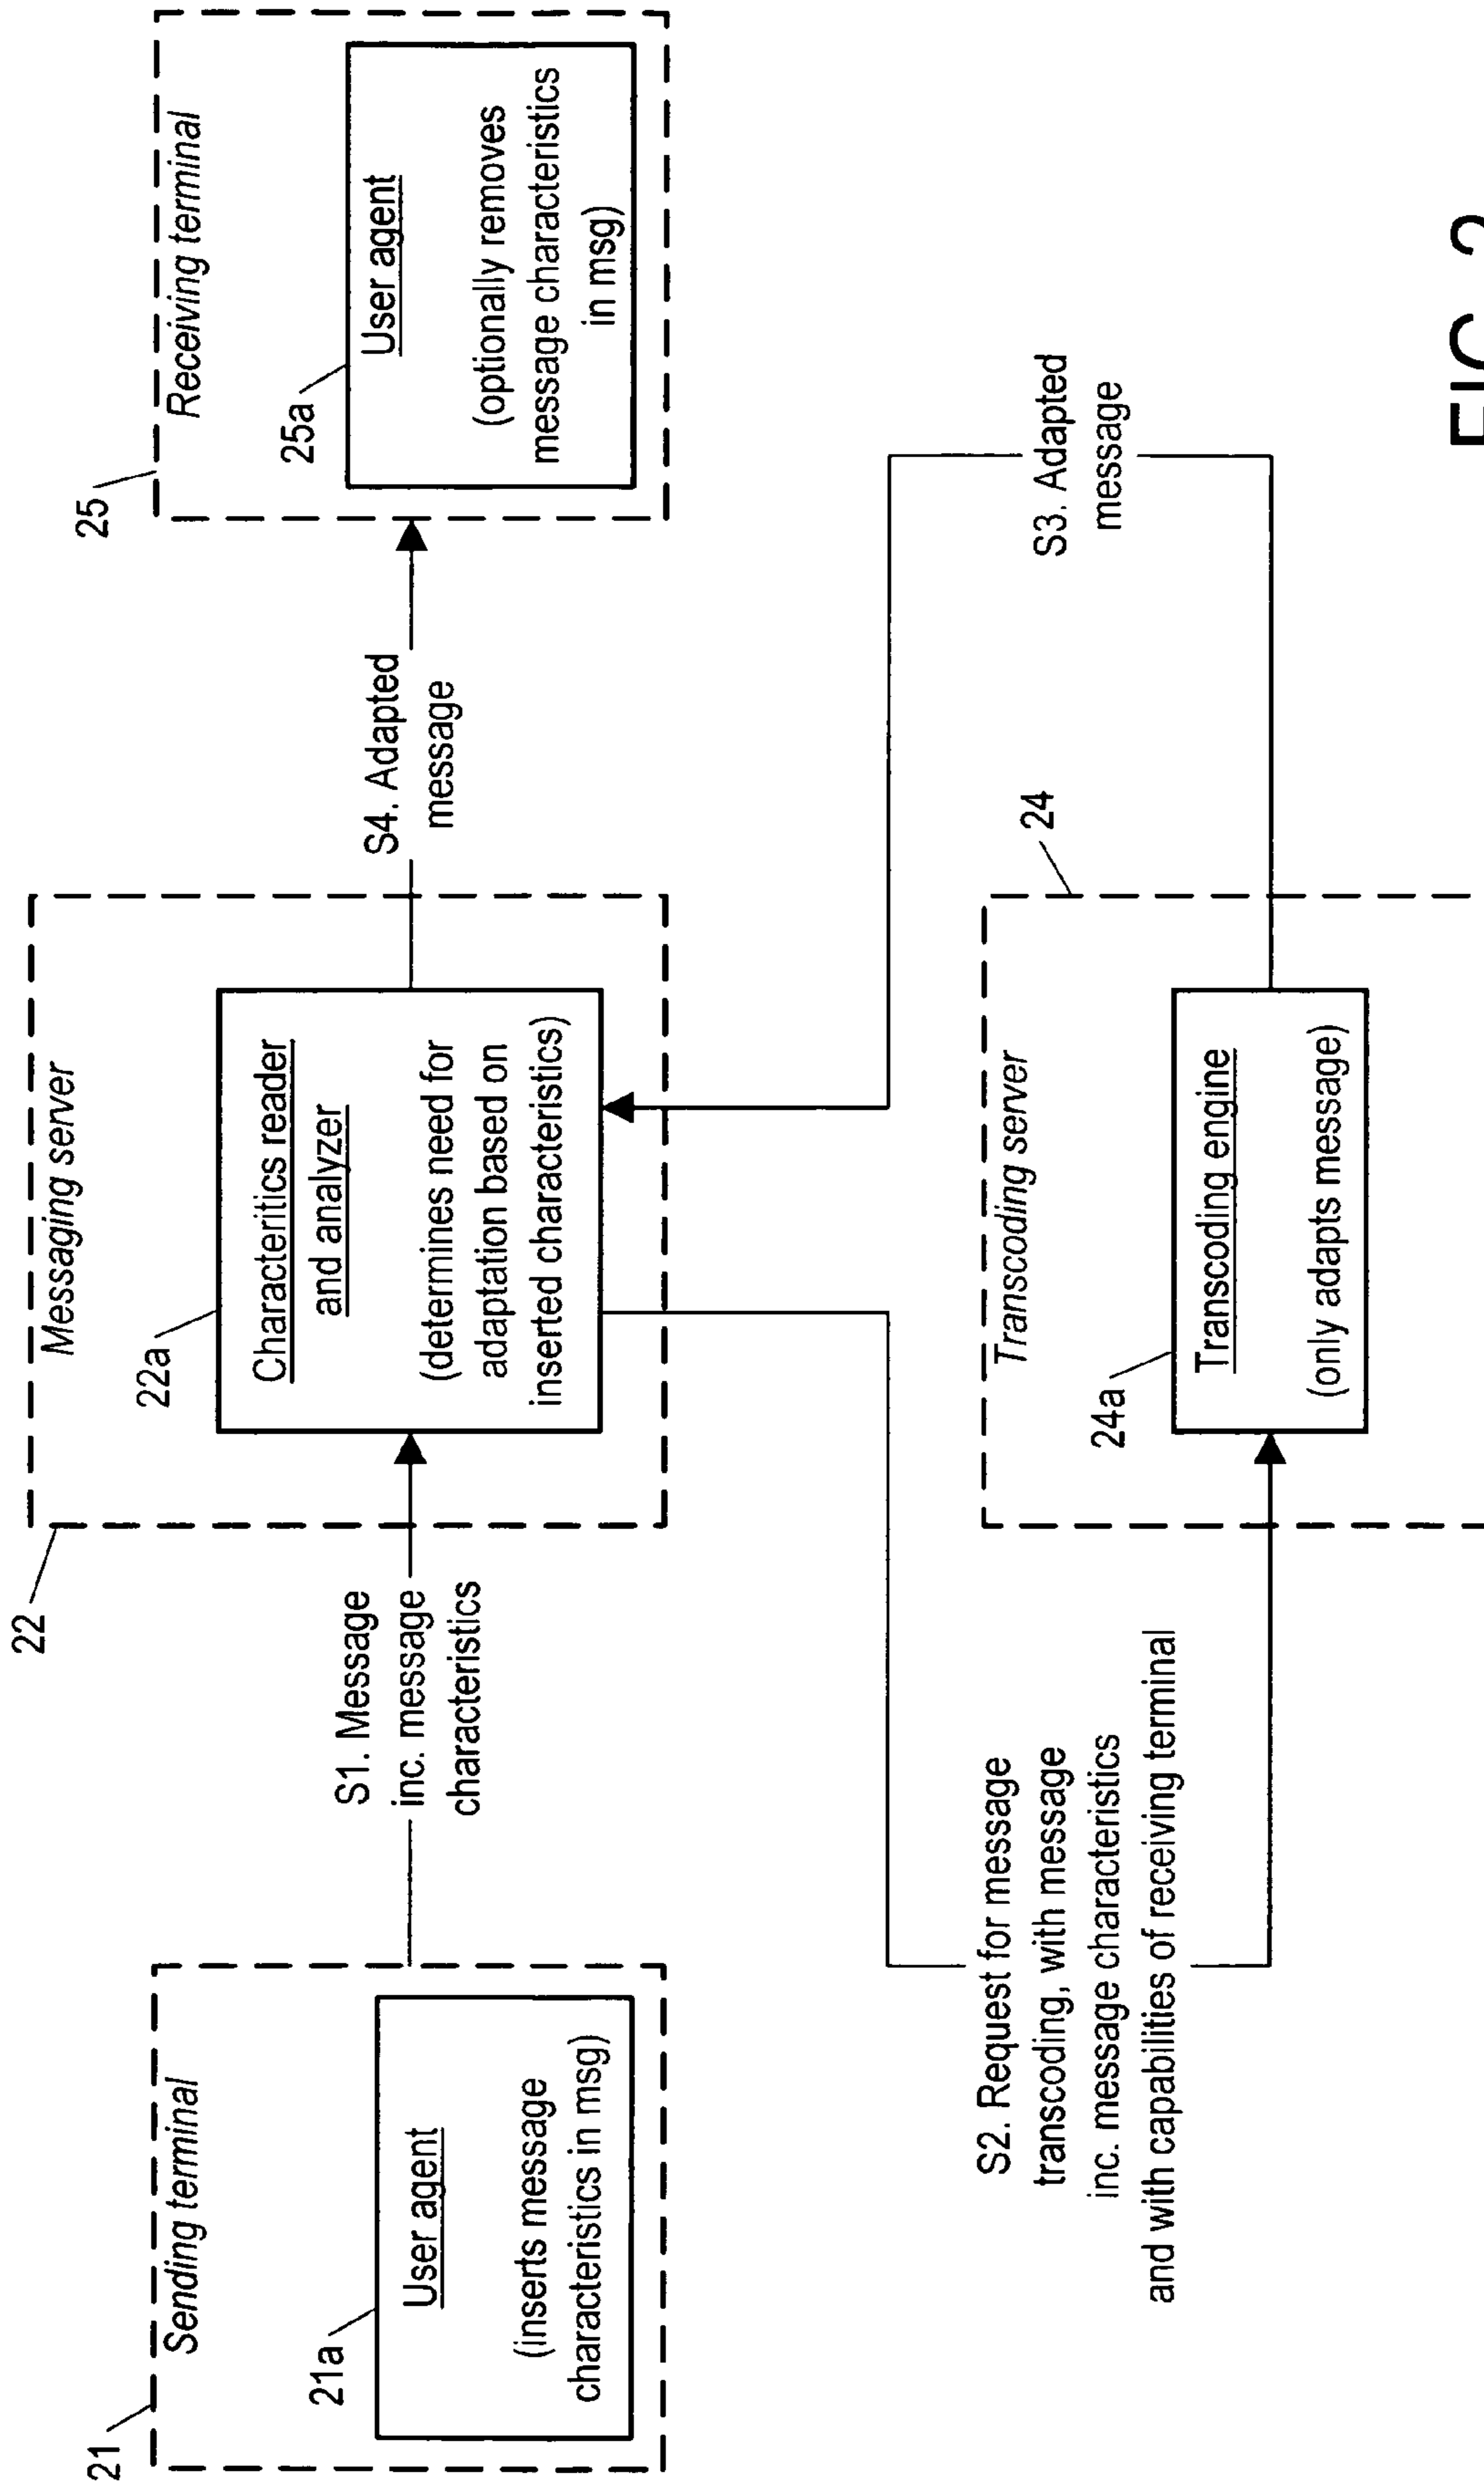 21
Sending terminal
21a
User agent
(inserts message
characteristics in msg)
S1. Message
inc. message
characteristics
22
Messaging server
22a
Characteritics reader
and analyzer
(determines need for
adaptation based on
inserted characteristics)
S4. Adapted
message
25
Receiving terminal
25a
User agent
(optionally removes
message characteristics
in msg)
S2. Request for message
transcoding, with message
inc. message characteristics
and with capabilities of receiving terminal
24
Transcoding server
24a
Transcoding engine
(only adapts message)
S3. Adapted
message